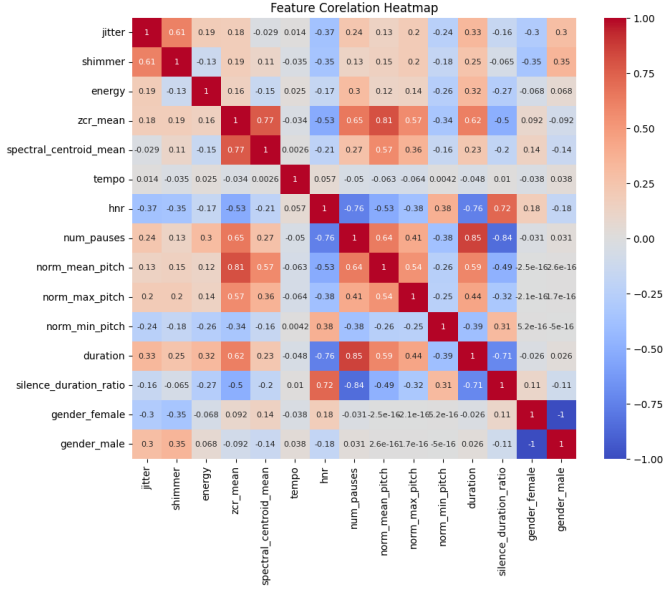 Feature Corelation Heatmap
jitter 1 0.61 0.19 0.18 -0.029 0.014 -0.37 0.24 0.13 0.2 -0.24 0.33 -0.16 -0.3 0.3
shimmer 0.61 1 -0.13 0.19 0.11 -0.035 -0.35 0.13 0.15 0.2 -0.18 0.25 -0.065 -0.35 0.35
energy 0.19 -0.13 1 0.16 -0.15 0.025 -0.17 0.3 0.12 0.14 -0.26 0.32 -0.27 -0.068 0.068
zcr_mean 0.18 0.19 0.16 1 0.77 -0.034 -0.53 0.65 0.81 0.57 -0.34 0.62 -0.5 0.092 -0.092
spectral_centroid_mean -0.029 0.11 -0.15 0.77 1 0.0026 -0.21 0.27 0.57 0.36 -0.16 0.23 -0.2 0.14 -0.14
tempo 0.014 -0.035 0.025 -0.034 0.0026 1 0.057 -0.05 -0.063 -0.064 0.0042 -0.048 0.01 -0.038 0.038
hnr -0.37 -0.35 -0.17 -0.53 -0.21 0.057 1 -0.76 -0.53 -0.38 0.38 -0.76 0.72 0.18 -0.18
num_pauses 0.24 0.13 0.3 0.65 0.27 -0.05 -0.76 1 0.64 0.41 -0.38 0.85 -0.84 -0.031 0.031
norm_mean_pitch 0.13 0.15 0.12 0.81 0.57 -0.063 -0.53 0.64 1 0.54 -0.26 0.59 -0.49 -2.5e-16 2.6e-16
norm_max_pitch 0.2 0.2 0.14 0.57 0.36 -0.064 -0.38 0.41 0.54 1 -0.25 0.44 -0.32 -2.1e-16 1.7e-16
norm_min_pitch -0.24 -0.18 -0.26 -0.34 -0.16 0.0042 0.38 -0.38 -0.26 -0.25 1 -0.39 0.31 5.2e-16 -5e-16
duration 0.33 0.25 0.32 0.62 0.23 -0.048 -0.76 0.85 0.59 0.44 -0.39 1 -0.71 -0.026 0.026
silence_duration_ratio -0.16 -0.065 -0.27 -0.5 -0.2 0.01 0.72 -0.84 -0.49 -0.32 0.31 -0.71 1 0.11 -0.11
gender_female -0.3 -0.35 -0.068 0.092 0.14 -0.038 0.18 -0.031 -2.5e-16 -2.1e-16 5.2e-16 -0.026 0.11 1 -1
gender_male 0.3 0.35 0.068 -0.092 -0.14 0.038 -0.18 0.031 2.6e-16 1.7e-16 -5e-16 0.026 -0.11 -1 1
jitter
shimmer
energy
zcr_mean
spectral_centroid_mean
tempo
hnr
num_pauses
norm_mean_pitch
norm_max_pitch
norm_min_pitch
duration
silence_duration_ratio
gender_female
gender_male
1.00
0.75
0.50
0.25
0.00
−0.25
−0.50
−0.75
−1.00